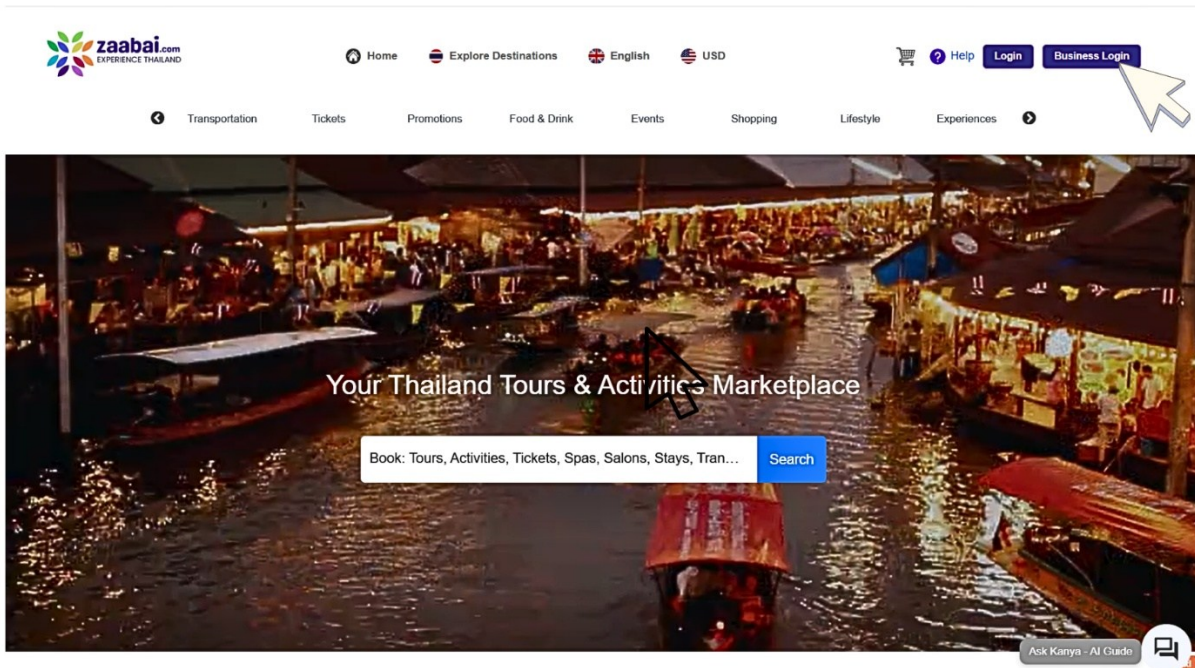 zaabai.com
EXPERIENCE THAILAND
Home
Explore Destinations
English
USD
Help
Login
Business Login
Transportation
Tickets
Promotions
Food & Drink
Events
Shopping
Lifestyle
Experiences
Your Thailand Tours & Activities Marketplace
Book: Tours, Activities, Tickets, Spas, Salons, Stays, Tran...
Search
Ask Kanya - AI Guide